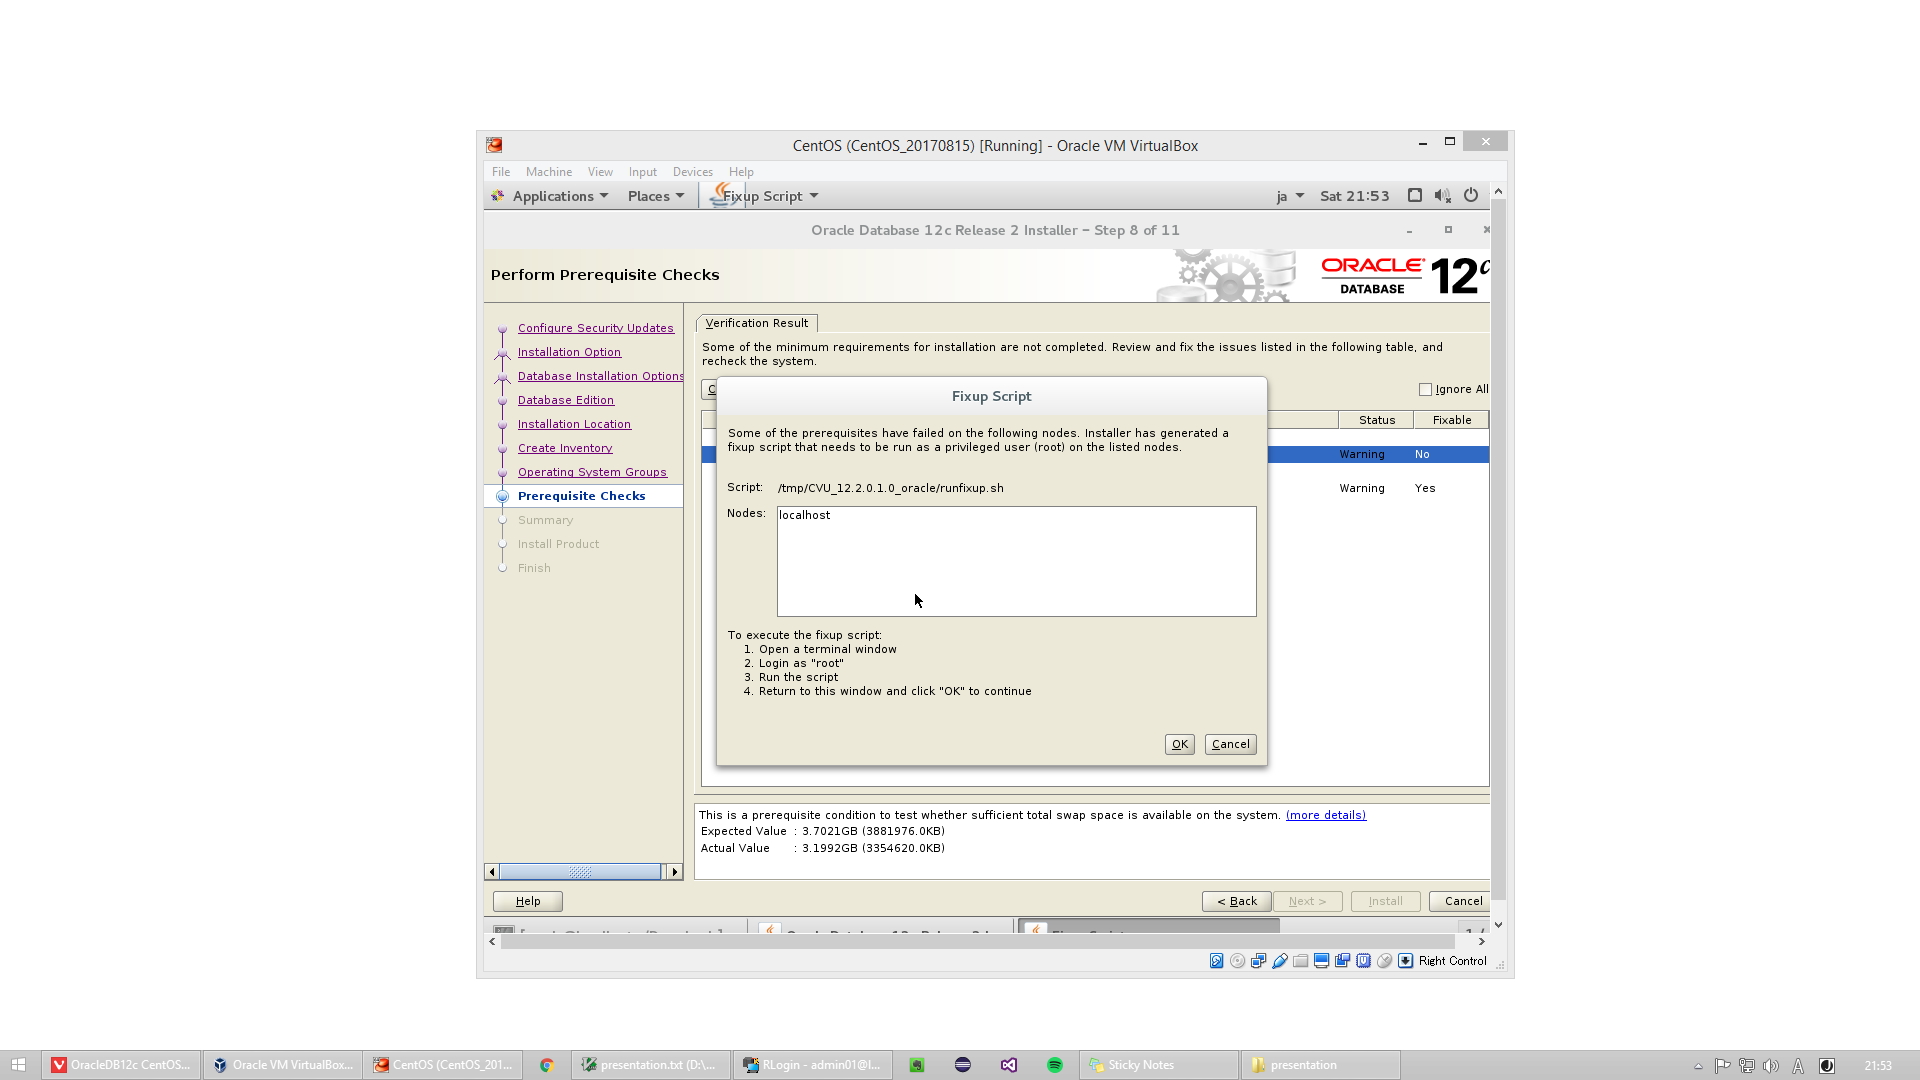 CentOS (CentOS_20170815) [Running] - Oracle VM VirtualBox
File Machine View Input Devices Help
Applications Places Fixup Script ja Sat 21:53
Oracle Database 12c Release 2 Installer – Step 8 of 11
Perform Prerequisite Checks
ORACLE
DATABASE 12c
Configure Security Updates
Installation Option
Database Installation Options
Database Edition
Installation Location
Create Inventory
Operating System Groups
Prerequisite Checks
Summary
Install Product
Finish
Verification Result
Some of the minimum requirements for installation are not completed. Review and fix the issues listed in the following table, and
recheck the system.
Ignore All
Status Fixable
Warning No
Warning Yes
Fixup Script
Some of the prerequisites have failed on the following nodes. Installer has generated a
fixup script that needs to be run as a privileged user (root) on the listed nodes.
Script: /tmp/CVU_12.2.0.1.0_oracle/runfixup.sh
Nodes: localhost
To execute the fixup script:
1. Open a terminal window
2. Login as "root"
3. Run the script
4. Return to this window and click "OK" to continue
OK Cancel
This is a prerequisite condition to test whether sufficient total swap space is available on the system. (more details)
Expected Value : 3.7021GB (3881976.0KB)
Actual Value : 3.1992GB (3354620.0KB)
Help < Back Next > Install Cancel
Right Control
OracleDB12c CentOS... Oracle VM VirtualBox... CentOS (CentOS_201... presentation.txt (D:\... RLogin - admin01@l... Sticky Notes presentation A 21:53